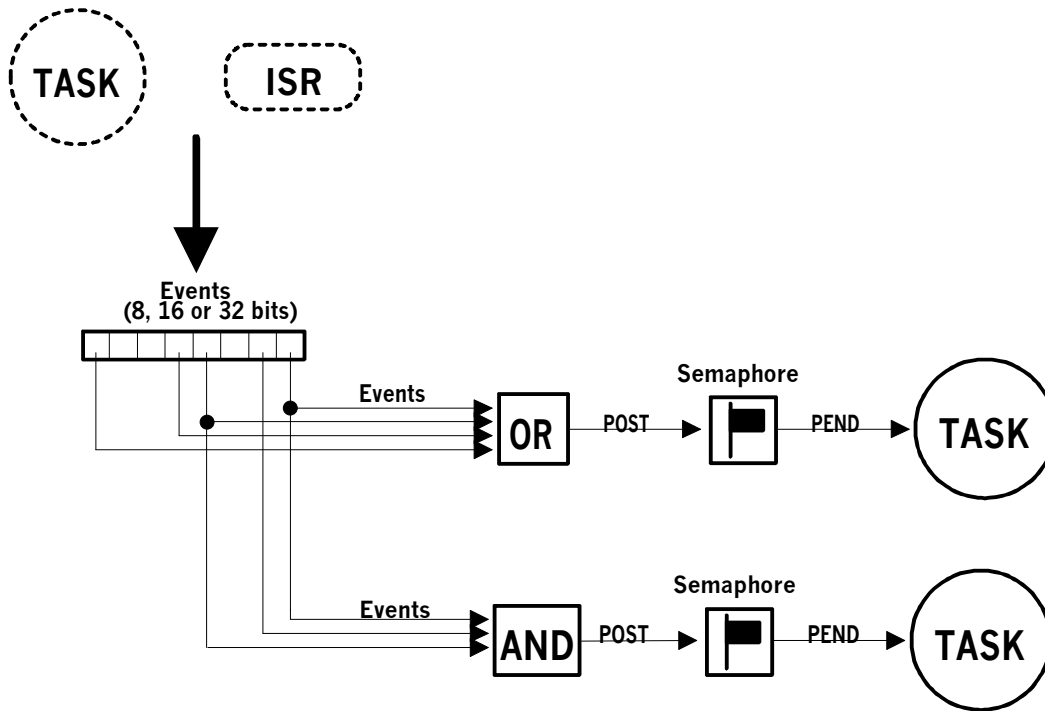 TASK
ISR
Events
(8, 16 or 32 bits)
Events
Semaphore
OR
POST
PEND
TASK
Events
Semaphore
AND
POST
PEND
TASK